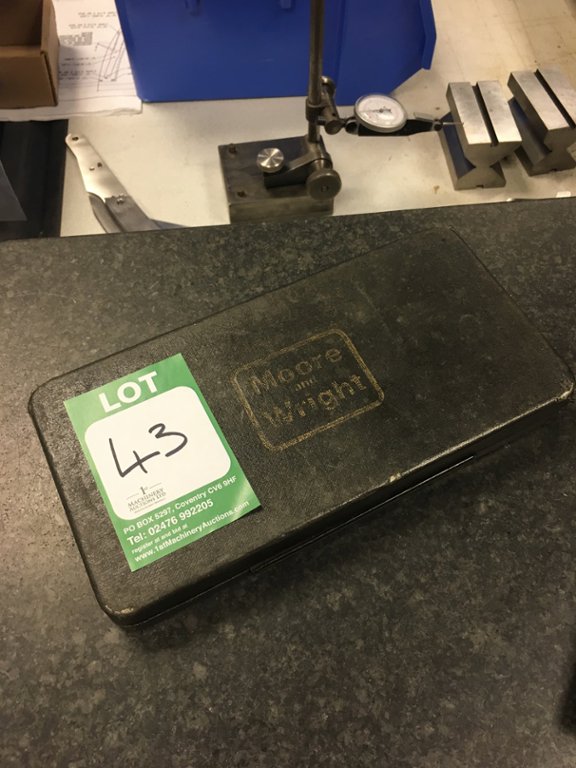 LOT
43
1st
MACHINERY
AUCTIONS LTD
PO BOX 5297, Coventry CV6 9HF
Tel: 02476 992205
register at and bid at
www.1stMachineryAuctions.com
Moore
and
Wright